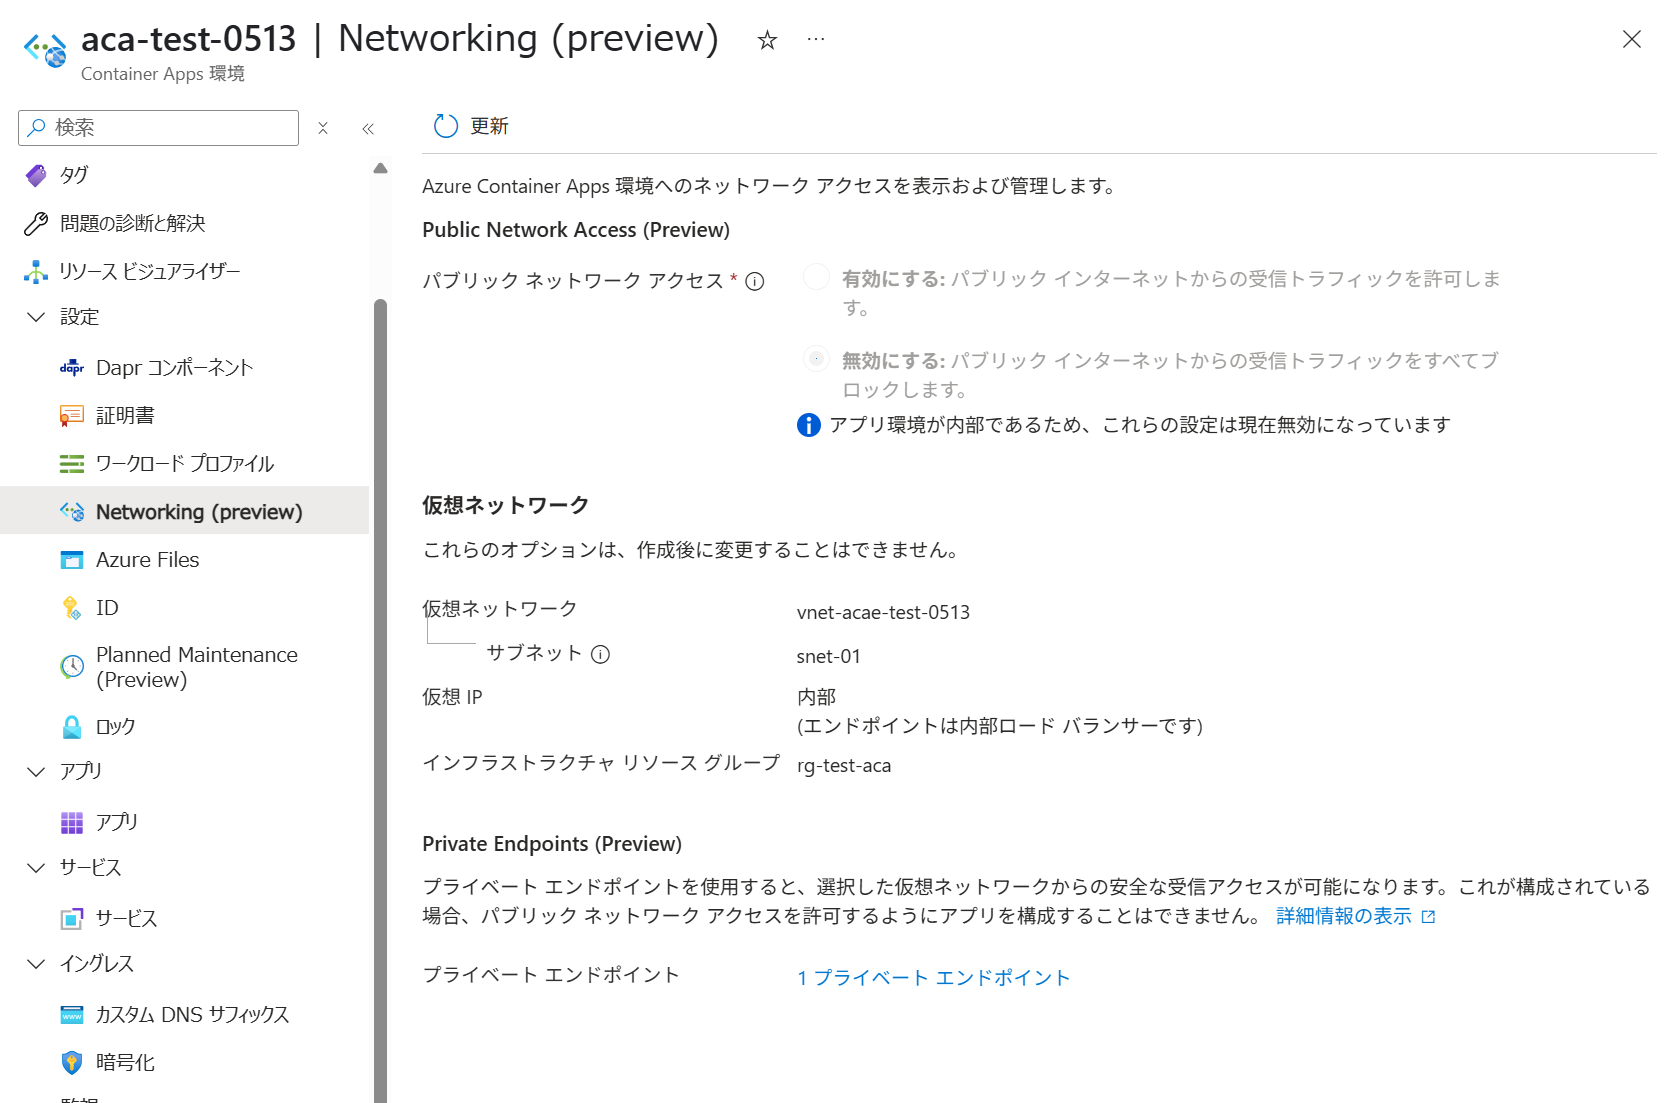 aca-test-0513 | Networking (preview)
Container Apps 環境
検索
タグ
問題の診断と解決
リソース ビジュアライザー
設定
dapr
Dapr コンポーネント
証明書
ワークロード プロファイル
Networking (preview)
Azure Files
ID
Planned Maintenance
(Preview)
ロック
アプリ
アプリ
サービス
サービス
イングレス
www
カスタム DNS サフィックス
暗号化
更新
Azure Container Apps 環境へのネットワーク アクセスを表示および管理します。
Public Network Access (Preview)
パブリック ネットワーク アクセス *
有効にする: パブリック インターネットからの受信トラフィックを許可しま
す。
無効にする: パブリック インターネットからの受信トラフィックをすべてブ
ロックします。
アプリ環境が内部であるため、これらの設定は現在無効になっています
仮想ネットワーク
これらのオプションは、作成後に変更することはできません。
仮想ネットワーク
vnet-acae-test-0513
サブネット
snet-01
仮想 IP
内部
(エンドポイントは内部ロード バランサーです)
インフラストラクチャ リソース グループ
rg-test-aca
Private Endpoints (Preview)
プライベート エンドポイントを使用すると、選択した仮想ネットワークからの安全な受信アクセスが可能になります。これが構成されている
場合、パブリック ネットワーク アクセスを許可するようにアプリを構成することはできません。 詳細情報の表示
プライベート エンドポイント
1 プライベート エンドポイント